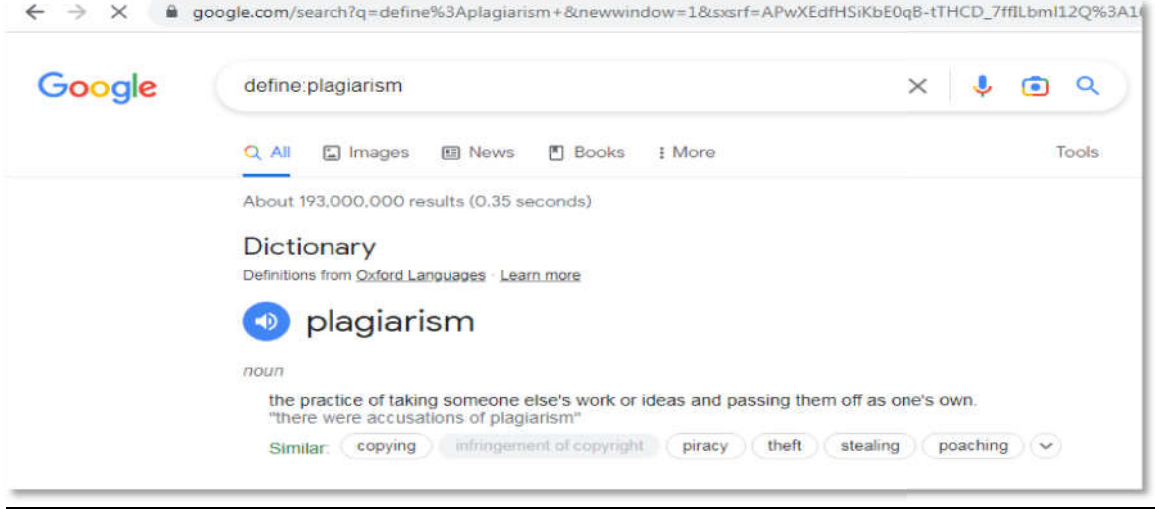 google.com/search?q=define%3Aplagiarism+&newwindow=1&sxsrf=APwXEdfHSiKbE0qB-tTHCD_7ffILbml12Q%3A1
Google define:plagiarism
All Images News Books More Tools
About 193,000,000 results (0.35 seconds)
Dictionary
Definitions from Oxford Languages · Learn more
plagiarism
noun
the practice of taking someone else's work or ideas and passing them off as one's own.
"there were accusations of plagiarism"
Similar: copying infringement of copyright piracy theft stealing poaching